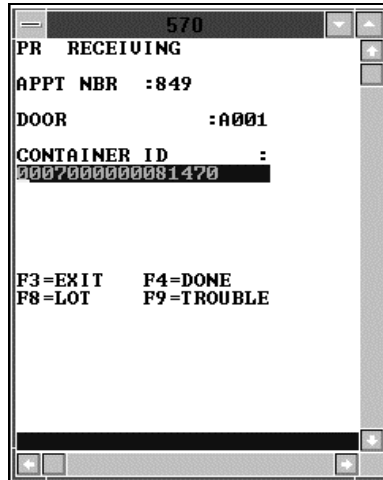 570
PR RECEIVING
APPT NBR :849
DOOR :A001
CONTAINER ID :
00070000000081470
F3=EXIT F4=DONE
F8=LOT F9=TROUBLE